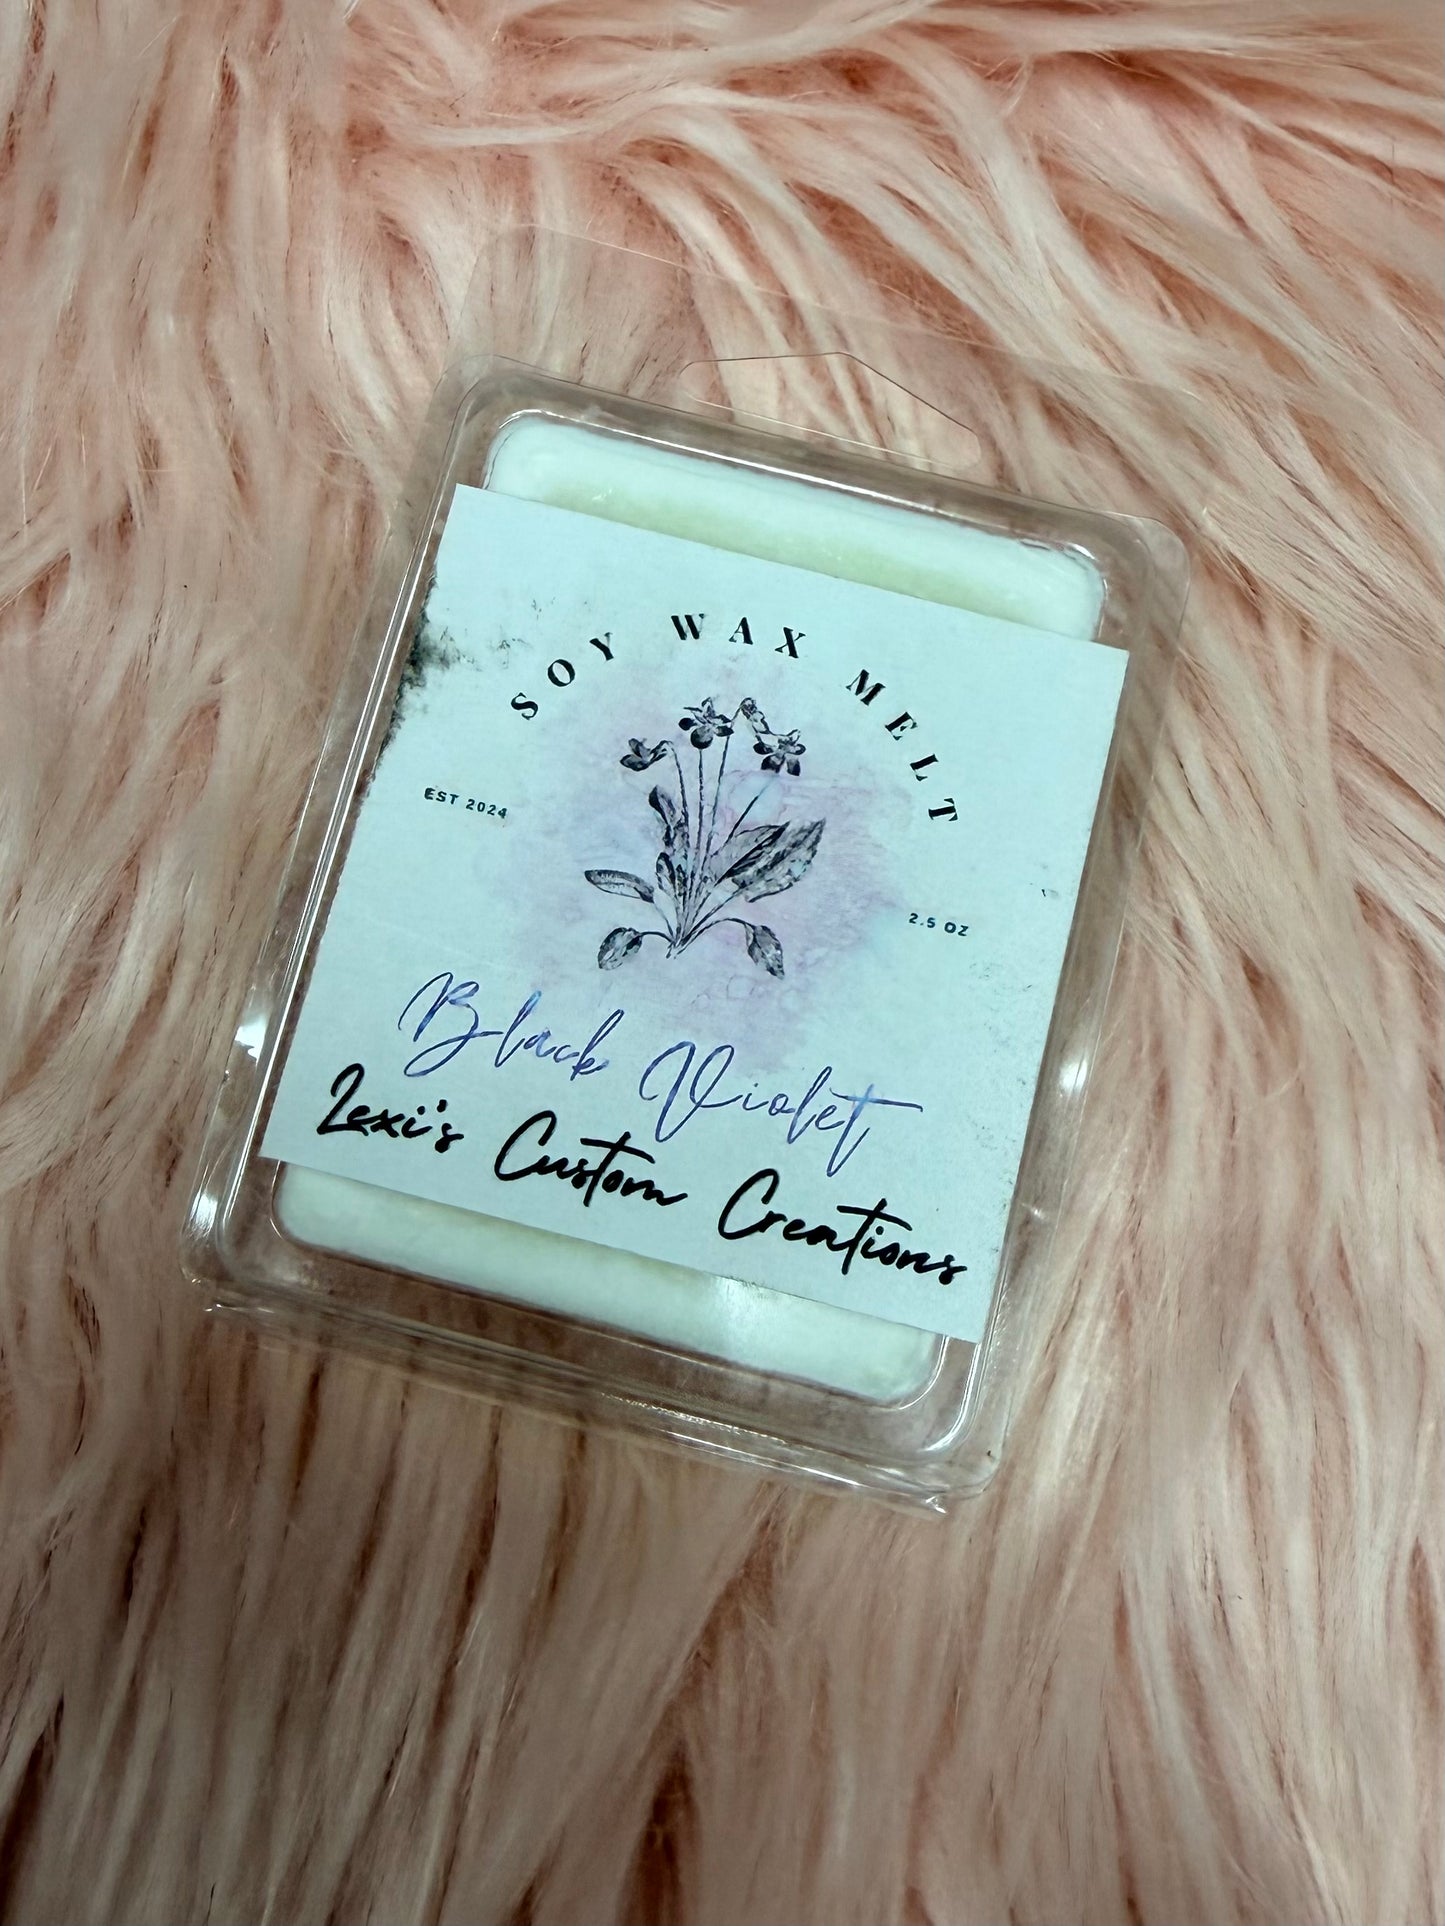 SOY WAX MELT
EST 2024
2.5 OZ
Black Violet
Lexi's Custom Creations